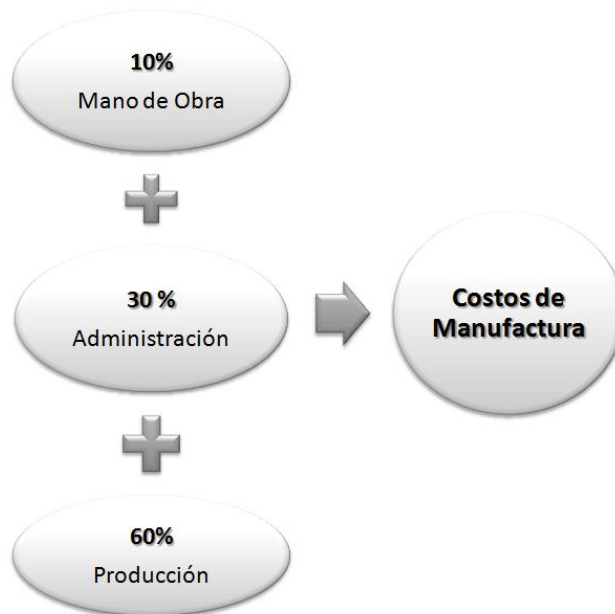 10%
Mano de Obra
30 %
Administración
Costos de
Manufactura
60%
Producción